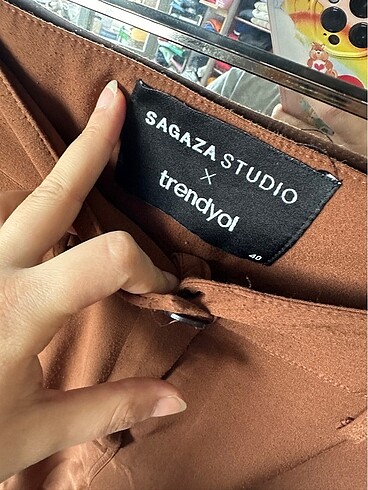 SAGAZA STUDIO
X
trendyol
40